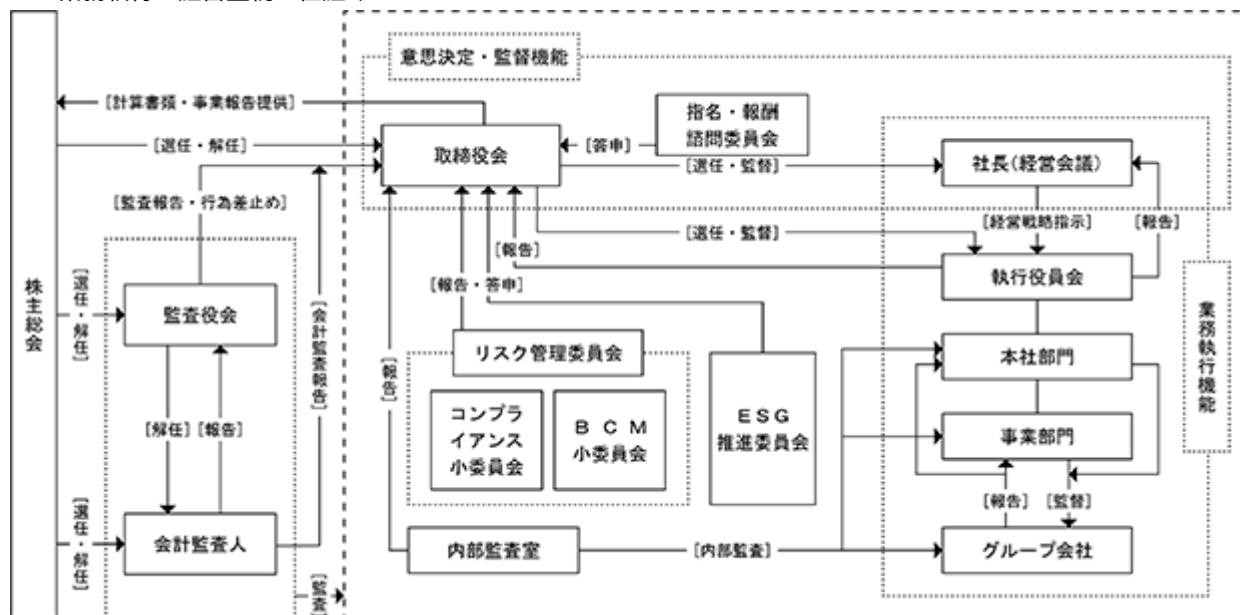 意思決定・監督機能
[計算書類・事業報告提供]
指名・報酬
諮問委員会
[選任・解任]
取締役会
[答申]
[選任・監督]
社長(経営会議)
[監査報告・行為差止め]
[経営戦略指示]
[報告]
[選任・監督]
[報告]
執行役員会
[報告・答申]
株主総会
[選任・解任]
監査役会
[会計監査報告]
業務執行機能
リスク管理委員会
本社部門
[報告]
コンプラ
イアンス
小委員会
BCM
小委員会
ESG
推進委員会
事業部門
[解任]
[報告]
[報告]
[監督]
[選任・解任]
会計監査人
内部監査室
[内部監査]
グループ会社
[監査]